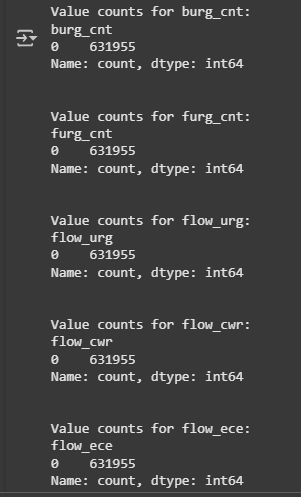 Value counts for burg_cnt:
burg_cnt
0    631955
Name: count, dtype: int64
Value counts for furg_cnt:
furg_cnt
0    631955
Name: count, dtype: int64
Value counts for flow_urg:
flow_urg
0    631955
Name: count, dtype: int64
Value counts for flow_cwr:
flow_cwr
0    631955
Name: count, dtype: int64
Value counts for flow_ece:
flow_ece
0    631955
Name: count, dtype: int64